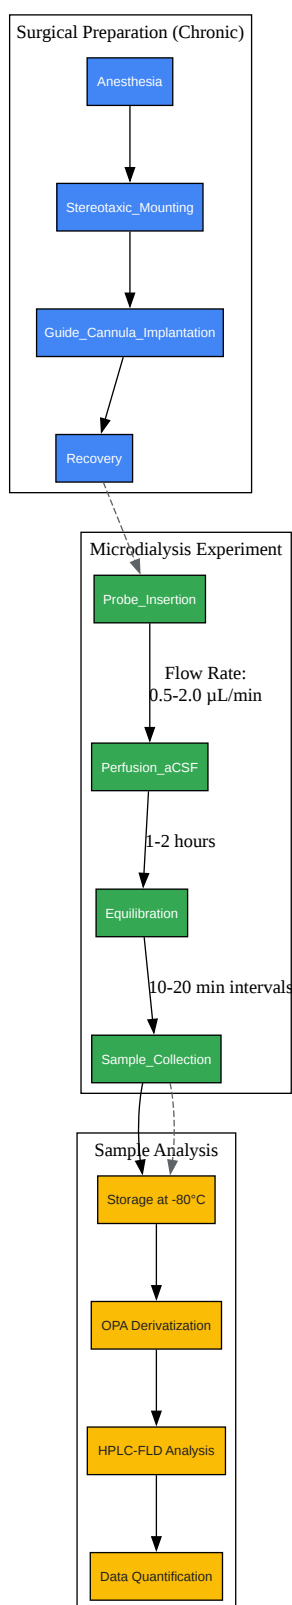 Surgical Preparation (Chronic)
Anesthesia
Stereotaxic_Mounting
Guide_Cannula_Implantation
Recovery
Microdialysis Experiment
Probe_Insertion
Flow Rate:
0.5-2.0 µL/min
Perfusion_aCSF
1-2 hours
Equilibration
10-20 min intervals
Sample_Collection
Sample Analysis
Storage at -80°C
OPA Derivatization
HPLC-FLD Analysis
Data Quantification